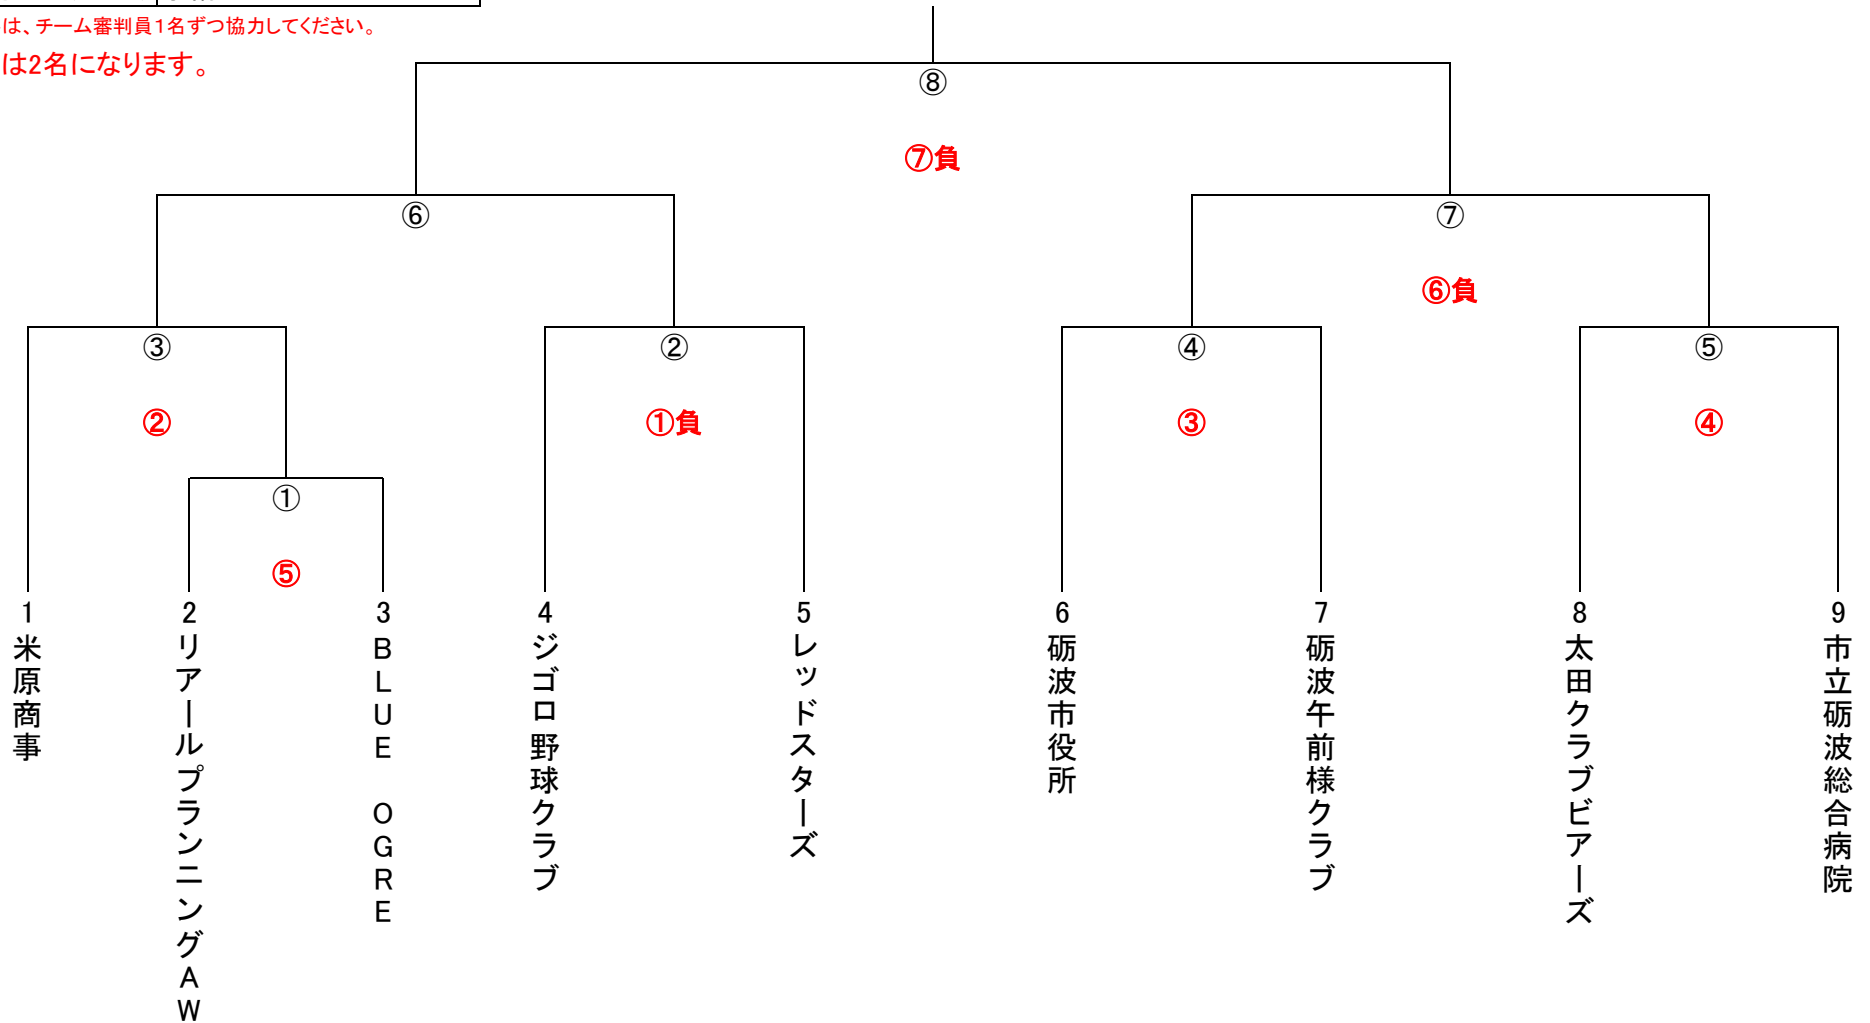 は、チーム審判員1名ずつ協力してください。
は2名になります。
⑧
⑦負
⑥
⑦
⑥負
③
②
④
⑤
②
①負
③
④
①
⑤
1
米原商事
2
リアールプランニングAW
3
BLUE OGRE
4
ジゴロ野球クラブ
5
レッドスターズ
6
砺波市役所
7
砺波午前様クラブ
8
太田クラブビアーズ
9
市立砺波総合病院